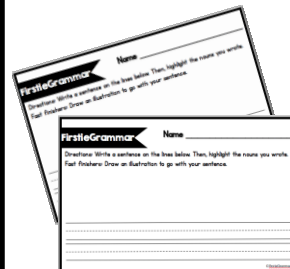 FirstieGrammar Name
Directions: Write a sentence on the lines below. Then, highlight the nouns you wrote.
Fast Finishers: Draw an illustration to go with your sentence.
FirstieGrammar Name
Directions: Write a sentence on the lines below. Then, highlight the nouns you wrote.
Fast Finishers: Draw an illustration to go with your sentence.